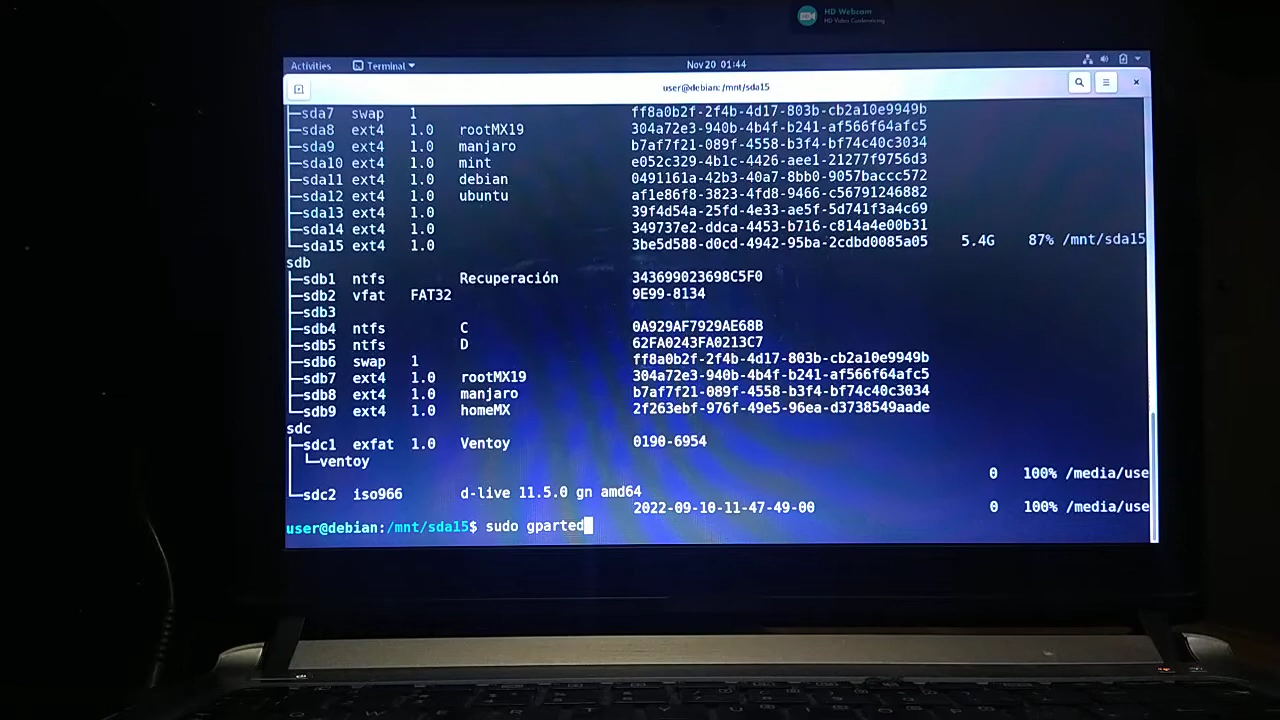 HD Webcam
HD Video Conferencing
Activities Terminal Nov 20 01:44
user@debian: /mnt/sda15
├─sda7 swap 1 ff8a0b2f-2f4b-4d17-803b-cb2a10e9949b
├─sda8 ext4 1.0 rootMX19 304a72e3-940b-4b4f-b241-af566f64afc5
├─sda9 ext4 1.0 manjaro b7af7f21-089f-4558-b3f4-bf74c40c3034
├─sda10 ext4 1.0 mint e052c329-4b1c-4426-aee1-21277f9756d3
├─sda11 ext4 1.0 debian 0491161a-42b3-40a7-8bb0-9057baccc572
├─sda12 ext4 1.0 ubuntu af1e86f8-3823-4fd8-9466-c56791246882
├─sda13 ext4 1.0 39f4d54a-25fd-4e33-ae5f-5d741f3a4c69
├─sda14 ext4 1.0 349737e2-ddca-4453-b716-c814a4e00b31
└─sda15 ext4 1.0 3be5d588-d0cd-4942-95ba-2cdbd0085a05 5.4G 87% /mnt/sda15
sdb
├─sdb1 ntfs Recuperación 343699023698C5F0
├─sdb2 vfat FAT32 9E99-8134
├─sdb3
├─sdb4 ntfs C 0A929AF7929AE68B
├─sdb5 ntfs D 62FA0243FA0213C7
├─sdb6 swap 1 ff8a0b2f-2f4b-4d17-803b-cb2a10e9949b
├─sdb7 ext4 1.0 rootMX19 304a72e3-940b-4b4f-b241-af566f64afc5
├─sdb8 ext4 1.0 manjaro b7af7f21-089f-4558-b3f4-bf74c40c3034
└─sdb9 ext4 1.0 homeMX 2f263ebf-976f-49e5-96ea-d3738549aade
sdc
├─sdc1 exfat 1.0 Ventoy 0190-6954
│ └─ventoy
0 100% /media/use
└─sdc2 iso966 d-live 11.5.0 gn amd64
2022-09-10-11-47-49-00 0 100% /media/use
user@debian:/mnt/sda15$ sudo gparted